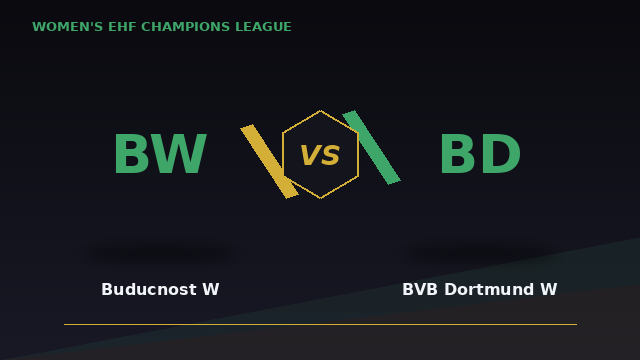 WOMEN'S EHF CHAMPIONS LEAGUE
BW VS BD
Buducnost W
BVB Dortmund W